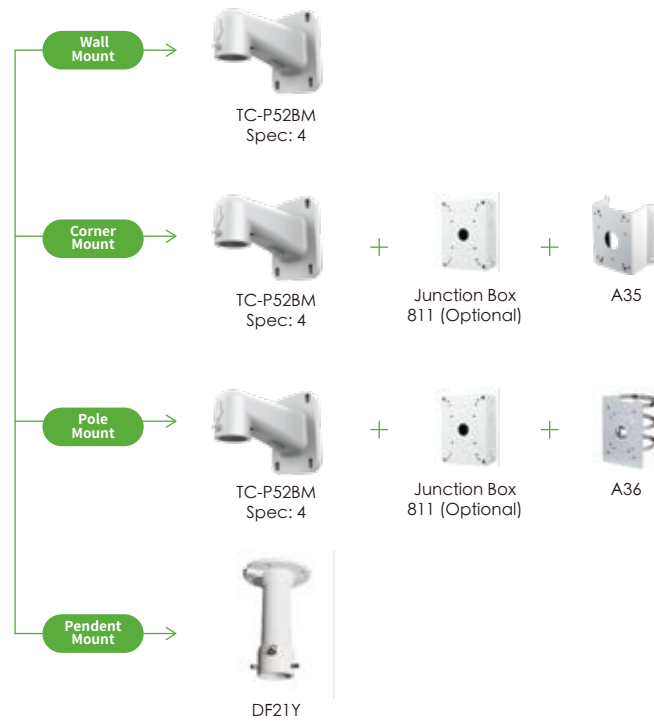 Wall
Mount
TC-P52BM
Spec: 4
Corner
Mount
TC-P52BM
Spec: 4
+
Junction Box
811 (Optional)
+
A35
Pole
Mount
TC-P52BM
Spec: 4
+
Junction Box
811 (Optional)
+
A36
Pendent
Mount
DF21Y